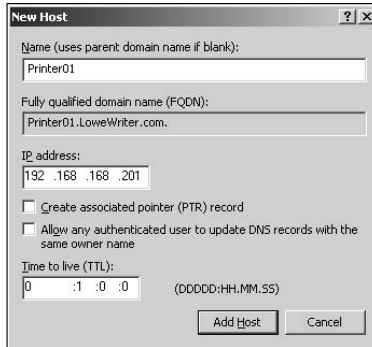 New Host
Name (uses parent domain name if blank):
Printer01
Fully qualified domain name (FQDN):
Printer01.LoweWriter.com.
IP address:
192 .168 .168 .201
Create associated pointer (PTR) record
Allow any authenticated user to update DNS records with the
same owner name
Time to live (TTL):
0 :1 :0 :0 (DDDDD:HH.MM.SS)
Add Host Cancel